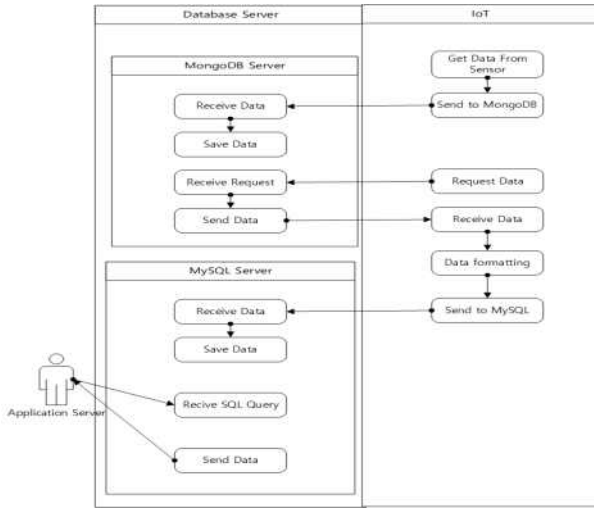 Database Server
IoT
MongoDB Server
Get Data From
Sensor
Receive Data
Send to MongoDB
Save Data
Receive Request
Request Data
Send Data
Receive Data
Data formatting
MySQL Server
Receive Data
Send to MySQL
Save Data
Recive SQL Query
Application Server
Send Data